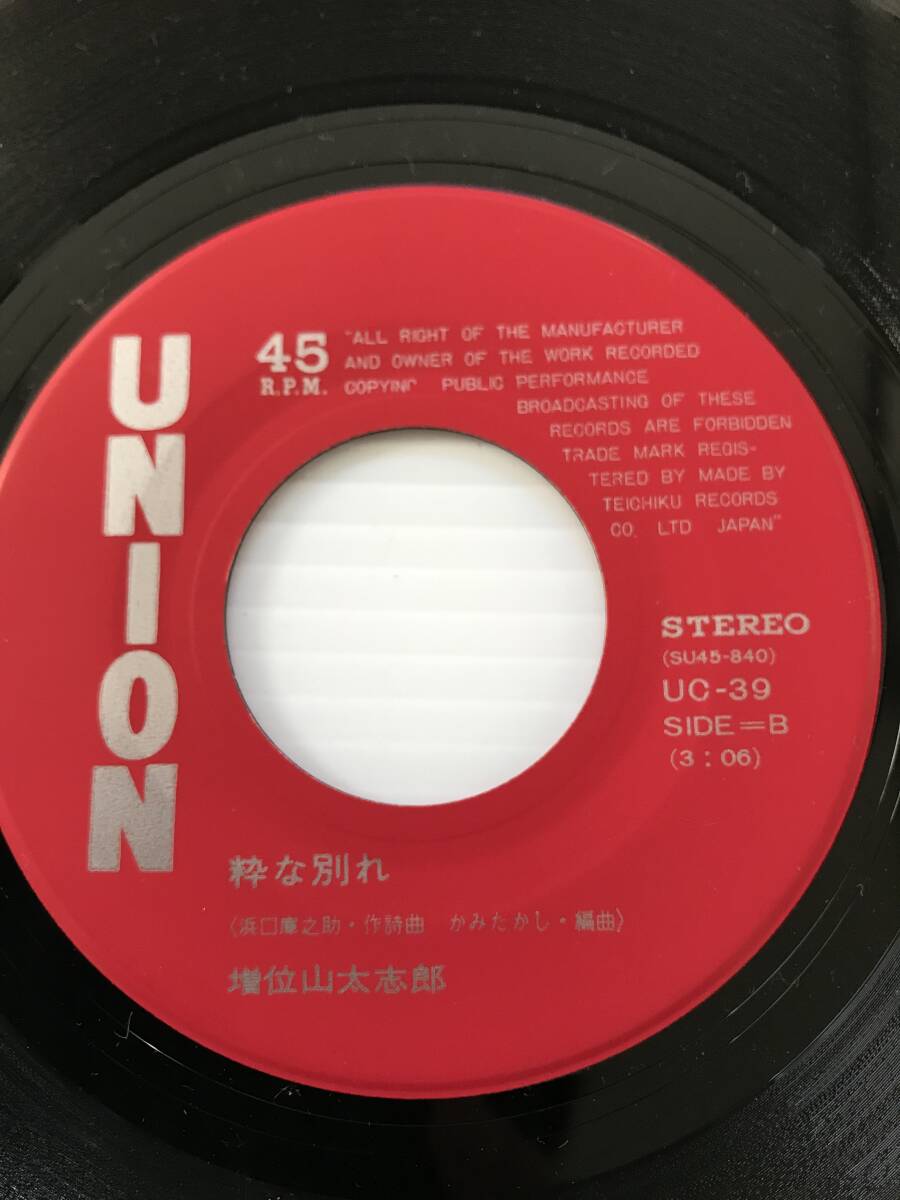 UNION
45
R.P.M.
"ALL RIGHT OF THE MANUFACTURER
AND OWNER OF THE WORK RECORDED
COPYING PUBLIC PERFORMANCE
BROADCASTING OF THESE
RECORDS ARE FORBIDDEN
TRADE MARK REGIS-
TERED BY MADE BY
TEICHIKU RECORDS
CO. LTD JAPAN"
STEREO
(SU45-840)
UC-39
SIDE=B
(3:06)
粋な別れ
〈浜口庫之助・作詩曲 かみたかし・編曲〉
増位山太志郎